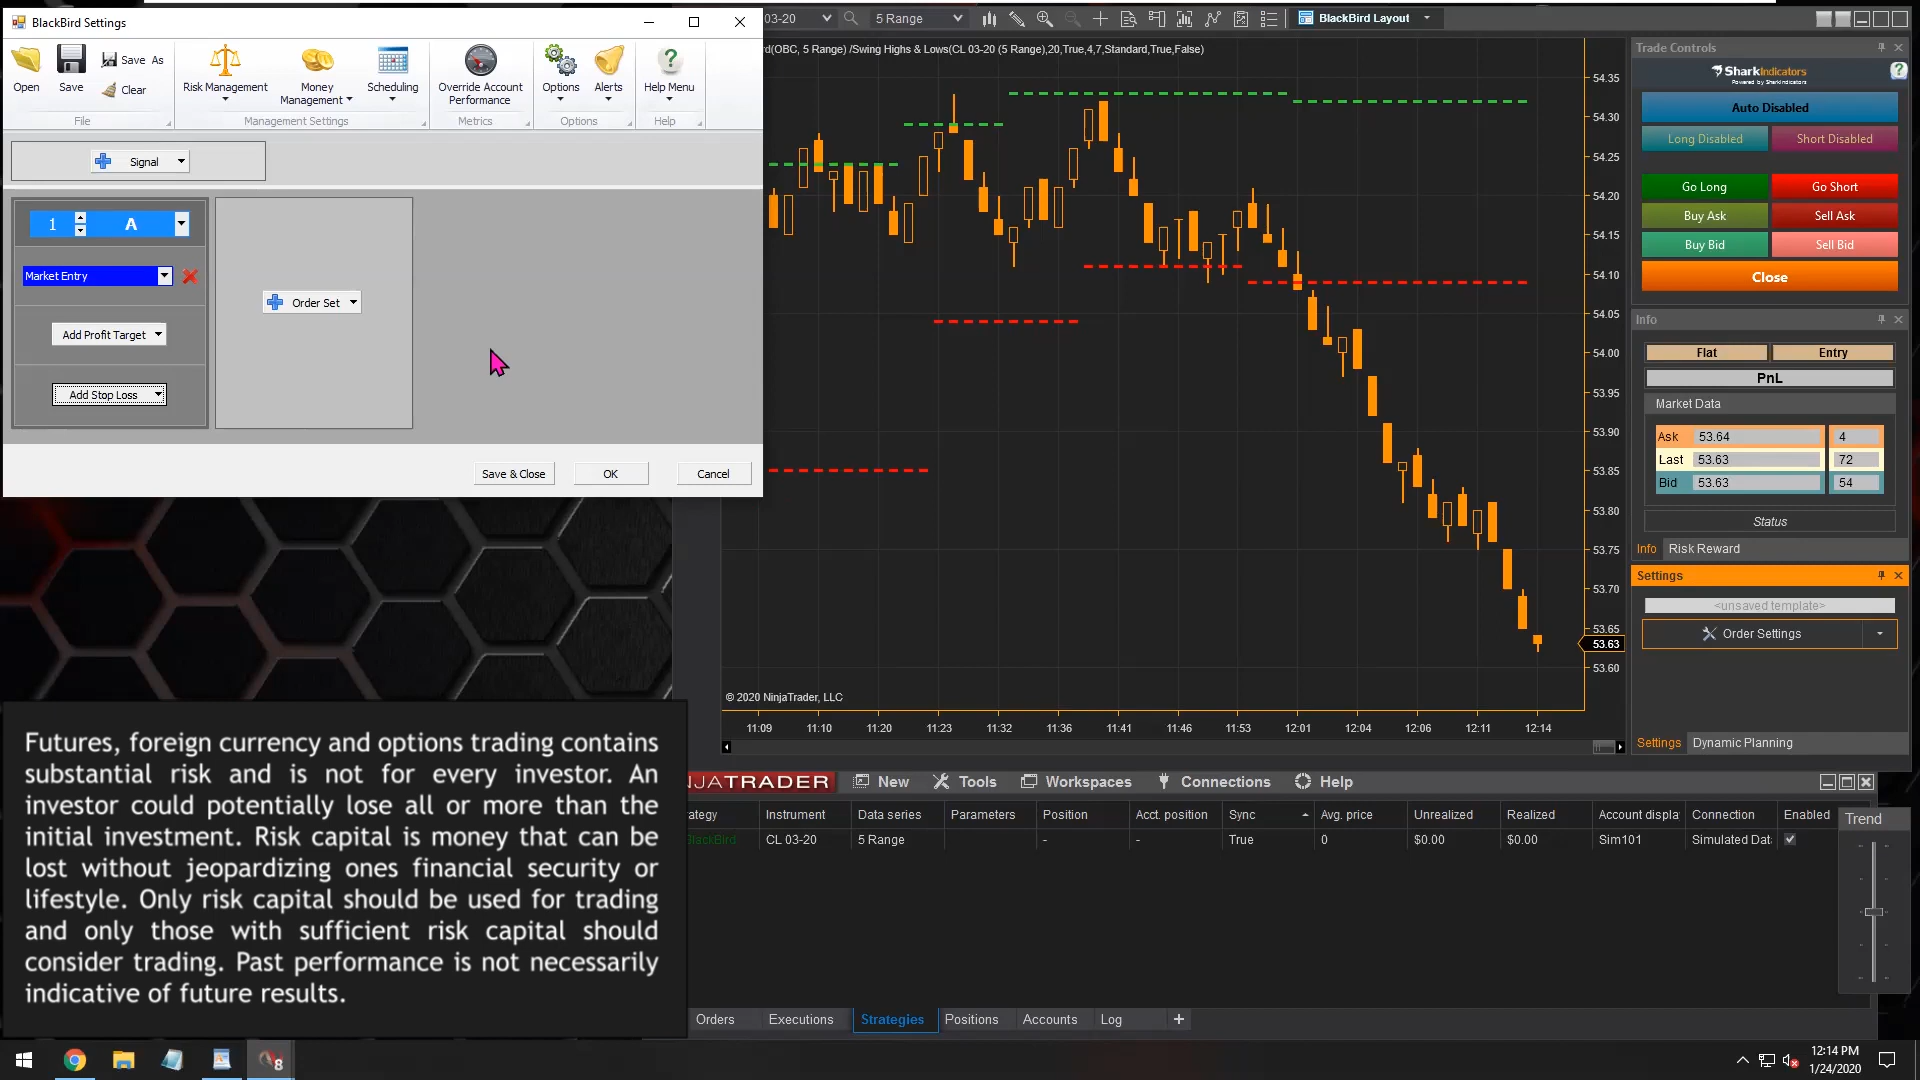 BlackBird Settings
03-20
5 Range
BlackBird Layout
Open
Save
Save As
Clear
File
Risk Management
Money Management
Scheduling
Management Settings
Override Account Performance
Metrics
Options
Alerts
Options
Help Menu
Help
Signal
1
A
Market Entry
Add Profit Target
Add Stop Loss
Order Set
Save & Close
OK
Cancel
rd(OBC, 5 Range) /Swing Highs & Lows(CL 03-20 (5 Range),20,True,4,7,Standard,True,False)
54.35
54.30
54.25
54.20
54.15
54.10
54.05
54.00
53.95
53.90
53.85
53.80
53.75
53.70
53.65
53.63
53.60
© 2020 NinjaTrader, LLC
11:09
11:10
11:20
11:23
11:32
11:36
11:41
11:46
11:53
12:01
12:04
12:06
12:11
12:14
Trade Controls
SharkIndicators
Powered by SharkIndicators
Auto Disabled
Long Disabled
Short Disabled
Go Long
Go Short
Buy Ask
Sell Ask
Buy Bid
Sell Bid
Close
Info
Flat
Entry
PnL
Market Data
Ask 53.64 4
Last 53.63 72
Bid 53.63 54
Status
Info
Risk Reward
Settings
<unsaved template>
Order Settings
Settings
Dynamic Planning
Futures, foreign currency and options trading contains
substantial risk and is not for every investor. An
investor could potentially lose all or more than the
initial investment. Risk capital is money that can be
lost without jeopardizing ones financial security or
lifestyle. Only risk capital should be used for trading
and only those with sufficient risk capital should
consider trading. Past performance is not necessarily
indicative of future results.
NJATRADER
New
Tools
Workspaces
Connections
Help
ategy
Instrument
Data series
Parameters
Position
Acct. position
Sync
Avg. price
Unrealized
Realized
Account displa
Connection
Enabled
BlackBird
CL 03-20
5 Range
-
-
True
0
$0.00
$0.00
Sim101
Simulated Dat
Trend
Orders
Executions
Strategies
Positions
Accounts
Log
+
8
12:14 PM
1/24/2020